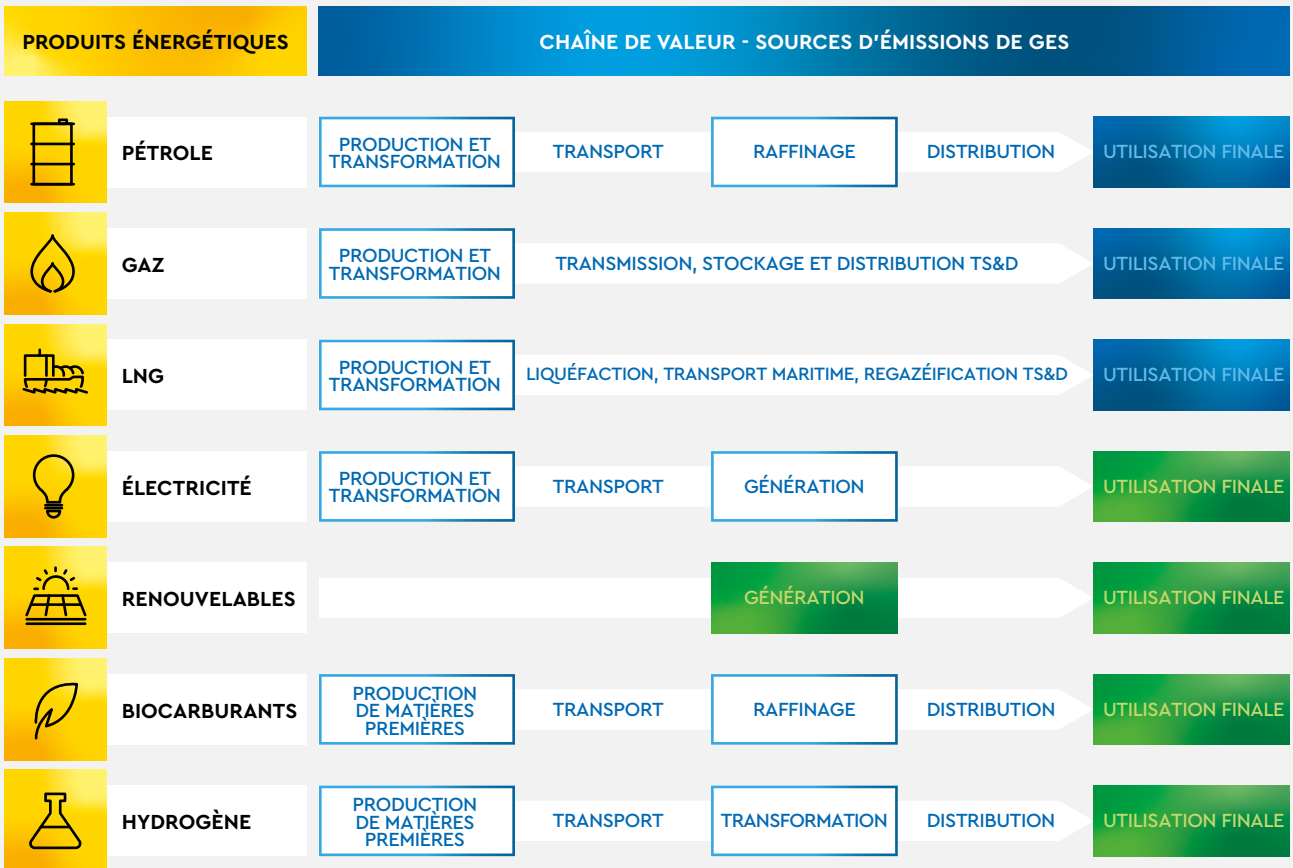 PRODUITS ÉNERGÉTIQUES
CHAÎNE DE VALEUR - SOURCES D'ÉMISSIONS DE GES
PÉTROLE
PRODUCTION ET
TRANSFORMATION
TRANSPORT
RAFFINAGE
DISTRIBUTION
UTILISATION FINALE
GAZ
PRODUCTION ET
TRANSFORMATION
TRANSMISSION, STOCKAGE ET DISTRIBUTION TS&D
UTILISATION FINALE
LNG
PRODUCTION ET
TRANSFORMATION
LIQUÉFACTION, TRANSPORT MARITIME, REGAZÉIFICATION TS&D
UTILISATION FINALE
ÉLECTRICITÉ
PRODUCTION ET
TRANSFORMATION
TRANSPORT
GÉNÉRATION
UTILISATION FINALE
RENOUVELABLES
GÉNÉRATION
UTILISATION FINALE
BIOCARBURANTS
PRODUCTION
DE MATIÈRES
PREMIÈRES
TRANSPORT
RAFFINAGE
DISTRIBUTION
UTILISATION FINALE
HYDROGÈNE
PRODUCTION
DE MATIÈRES
PREMIÈRES
TRANSPORT
TRANSFORMATION
DISTRIBUTION
UTILISATION FINALE